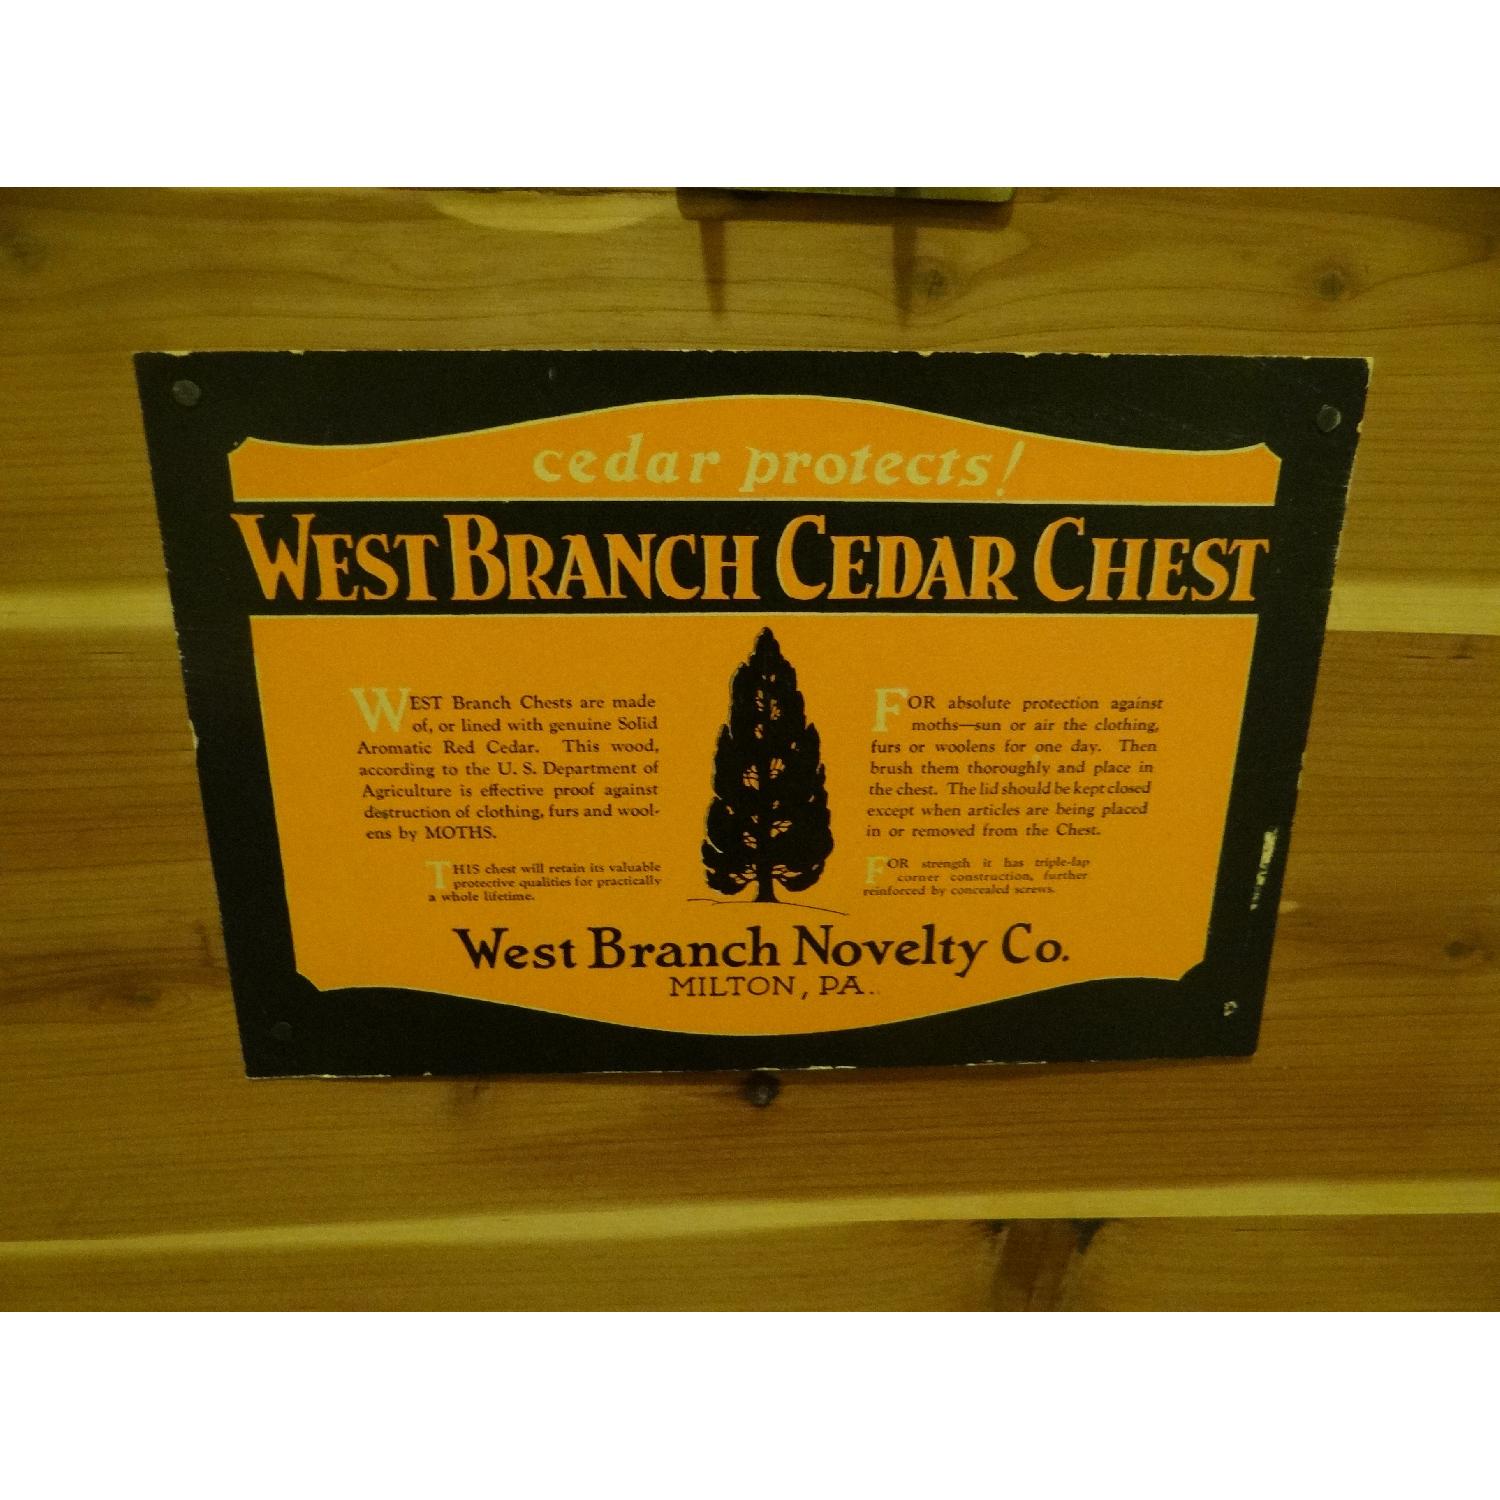 cedar protects!
WEST BRANCH CEDAR CHEST
WEST Branch Chests are made
of, or lined with genuine Solid
Aromatic Red Cedar. This wood,
according to the U. S. Department of
Agriculture is effective proof against
destruction of clothing, furs and wool-
ens by MOTHS.
THIS chest will retain its valuable
protective qualities for practically
a whole lifetime.
FOR absolute protection against
moths—sun or air the clothing,
furs or woolens for one day. Then
brush them thoroughly and place in
the chest. The lid should be kept closed
except when articles are being placed
in or removed from the Chest.
FOR strength it has triple-lap
corner construction, further
reinforced by concealed screws.
West Branch Novelty Co.
MILTON, PA.